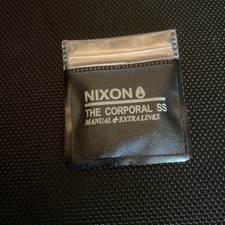 NIXON
THE CORPORAL SS
MANUAL & EXTRA LINKS